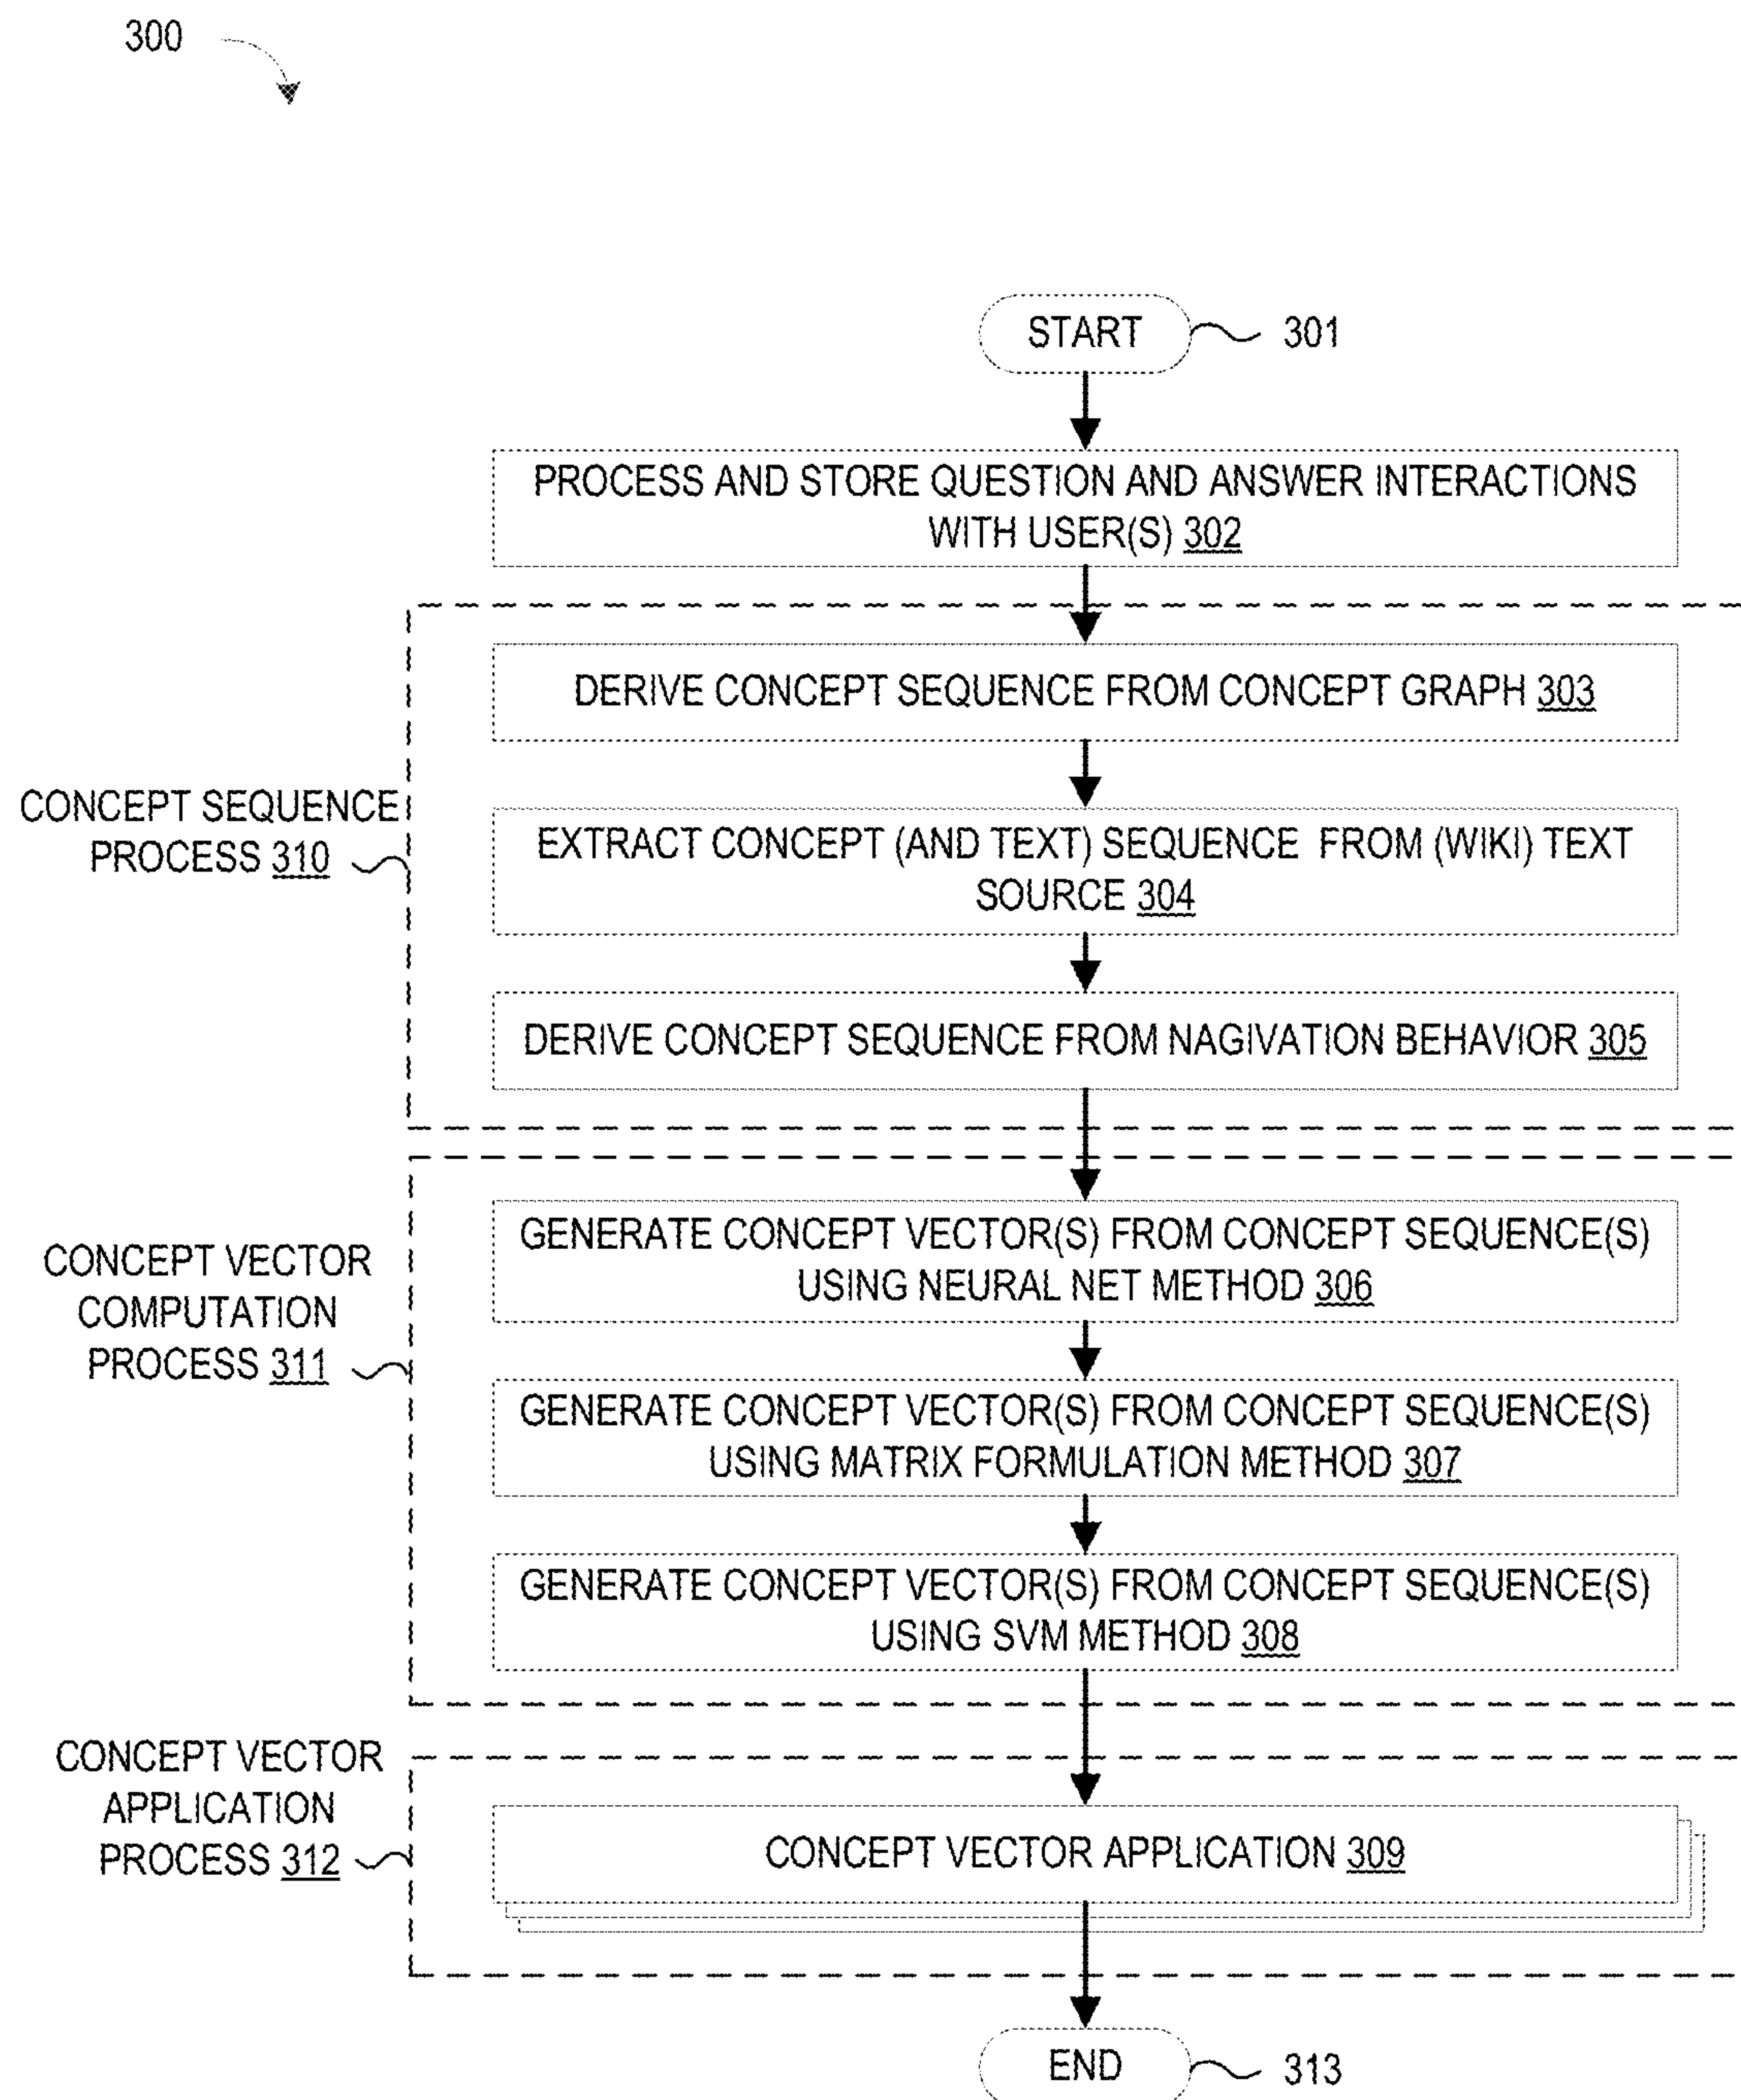 300
START
301
PROCESS AND STORE QUESTION AND ANSWER INTERACTIONS
WITH USER(S) 302
DERIVE CONCEPT SEQUENCE FROM CONCEPT GRAPH 303
CONCEPT SEQUENCE
PROCESS 310
EXTRACT CONCEPT (AND TEXT) SEQUENCE FROM (WIKI) TEXT
SOURCE 304
DERIVE CONCEPT SEQUENCE FROM NAGIVATION BEHAVIOR 305
CONCEPT VECTOR
COMPUTATION
PROCESS 311
GENERATE CONCEPT VECTOR(S) FROM CONCEPT SEQUENCE(S)
USING NEURAL NET METHOD 306
GENERATE CONCEPT VECTOR(S) FROM CONCEPT SEQUENCE(S)
USING MATRIX FORMULATION METHOD 307
GENERATE CONCEPT VECTOR(S) FROM CONCEPT SEQUENCE(S)
USING SVM METHOD 308
CONCEPT VECTOR
APPLICATION
PROCESS 312
CONCEPT VECTOR APPLICATION 309
END
313